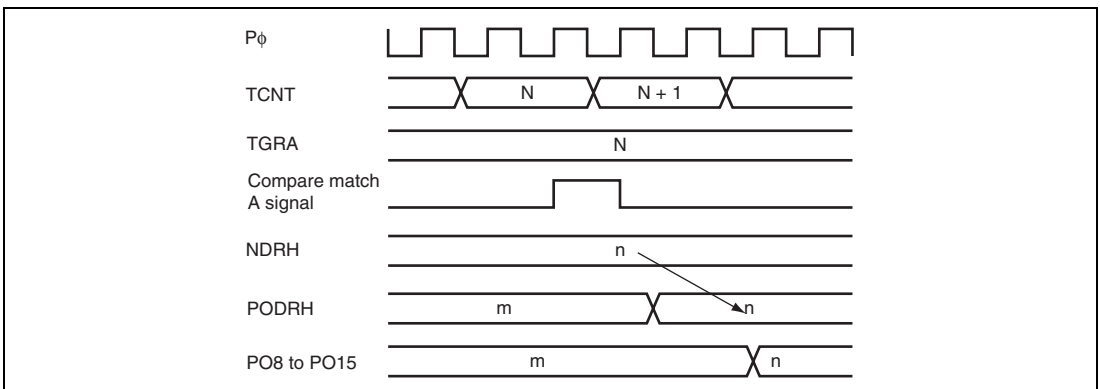 Pϕ
TCNT N N + 1
TGRA N
Compare match
A signal
NDRH n
PODRH m n
PO8 to PO15 m n